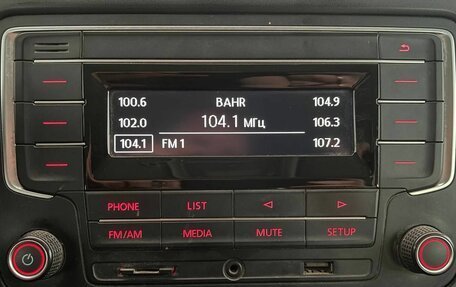 100.6 BAHR 104.9
102.0 104.1 МГц 106.3
104.1 FM 1 107.2
PHONE LIST
FM/AM MEDIA MUTE SETUP